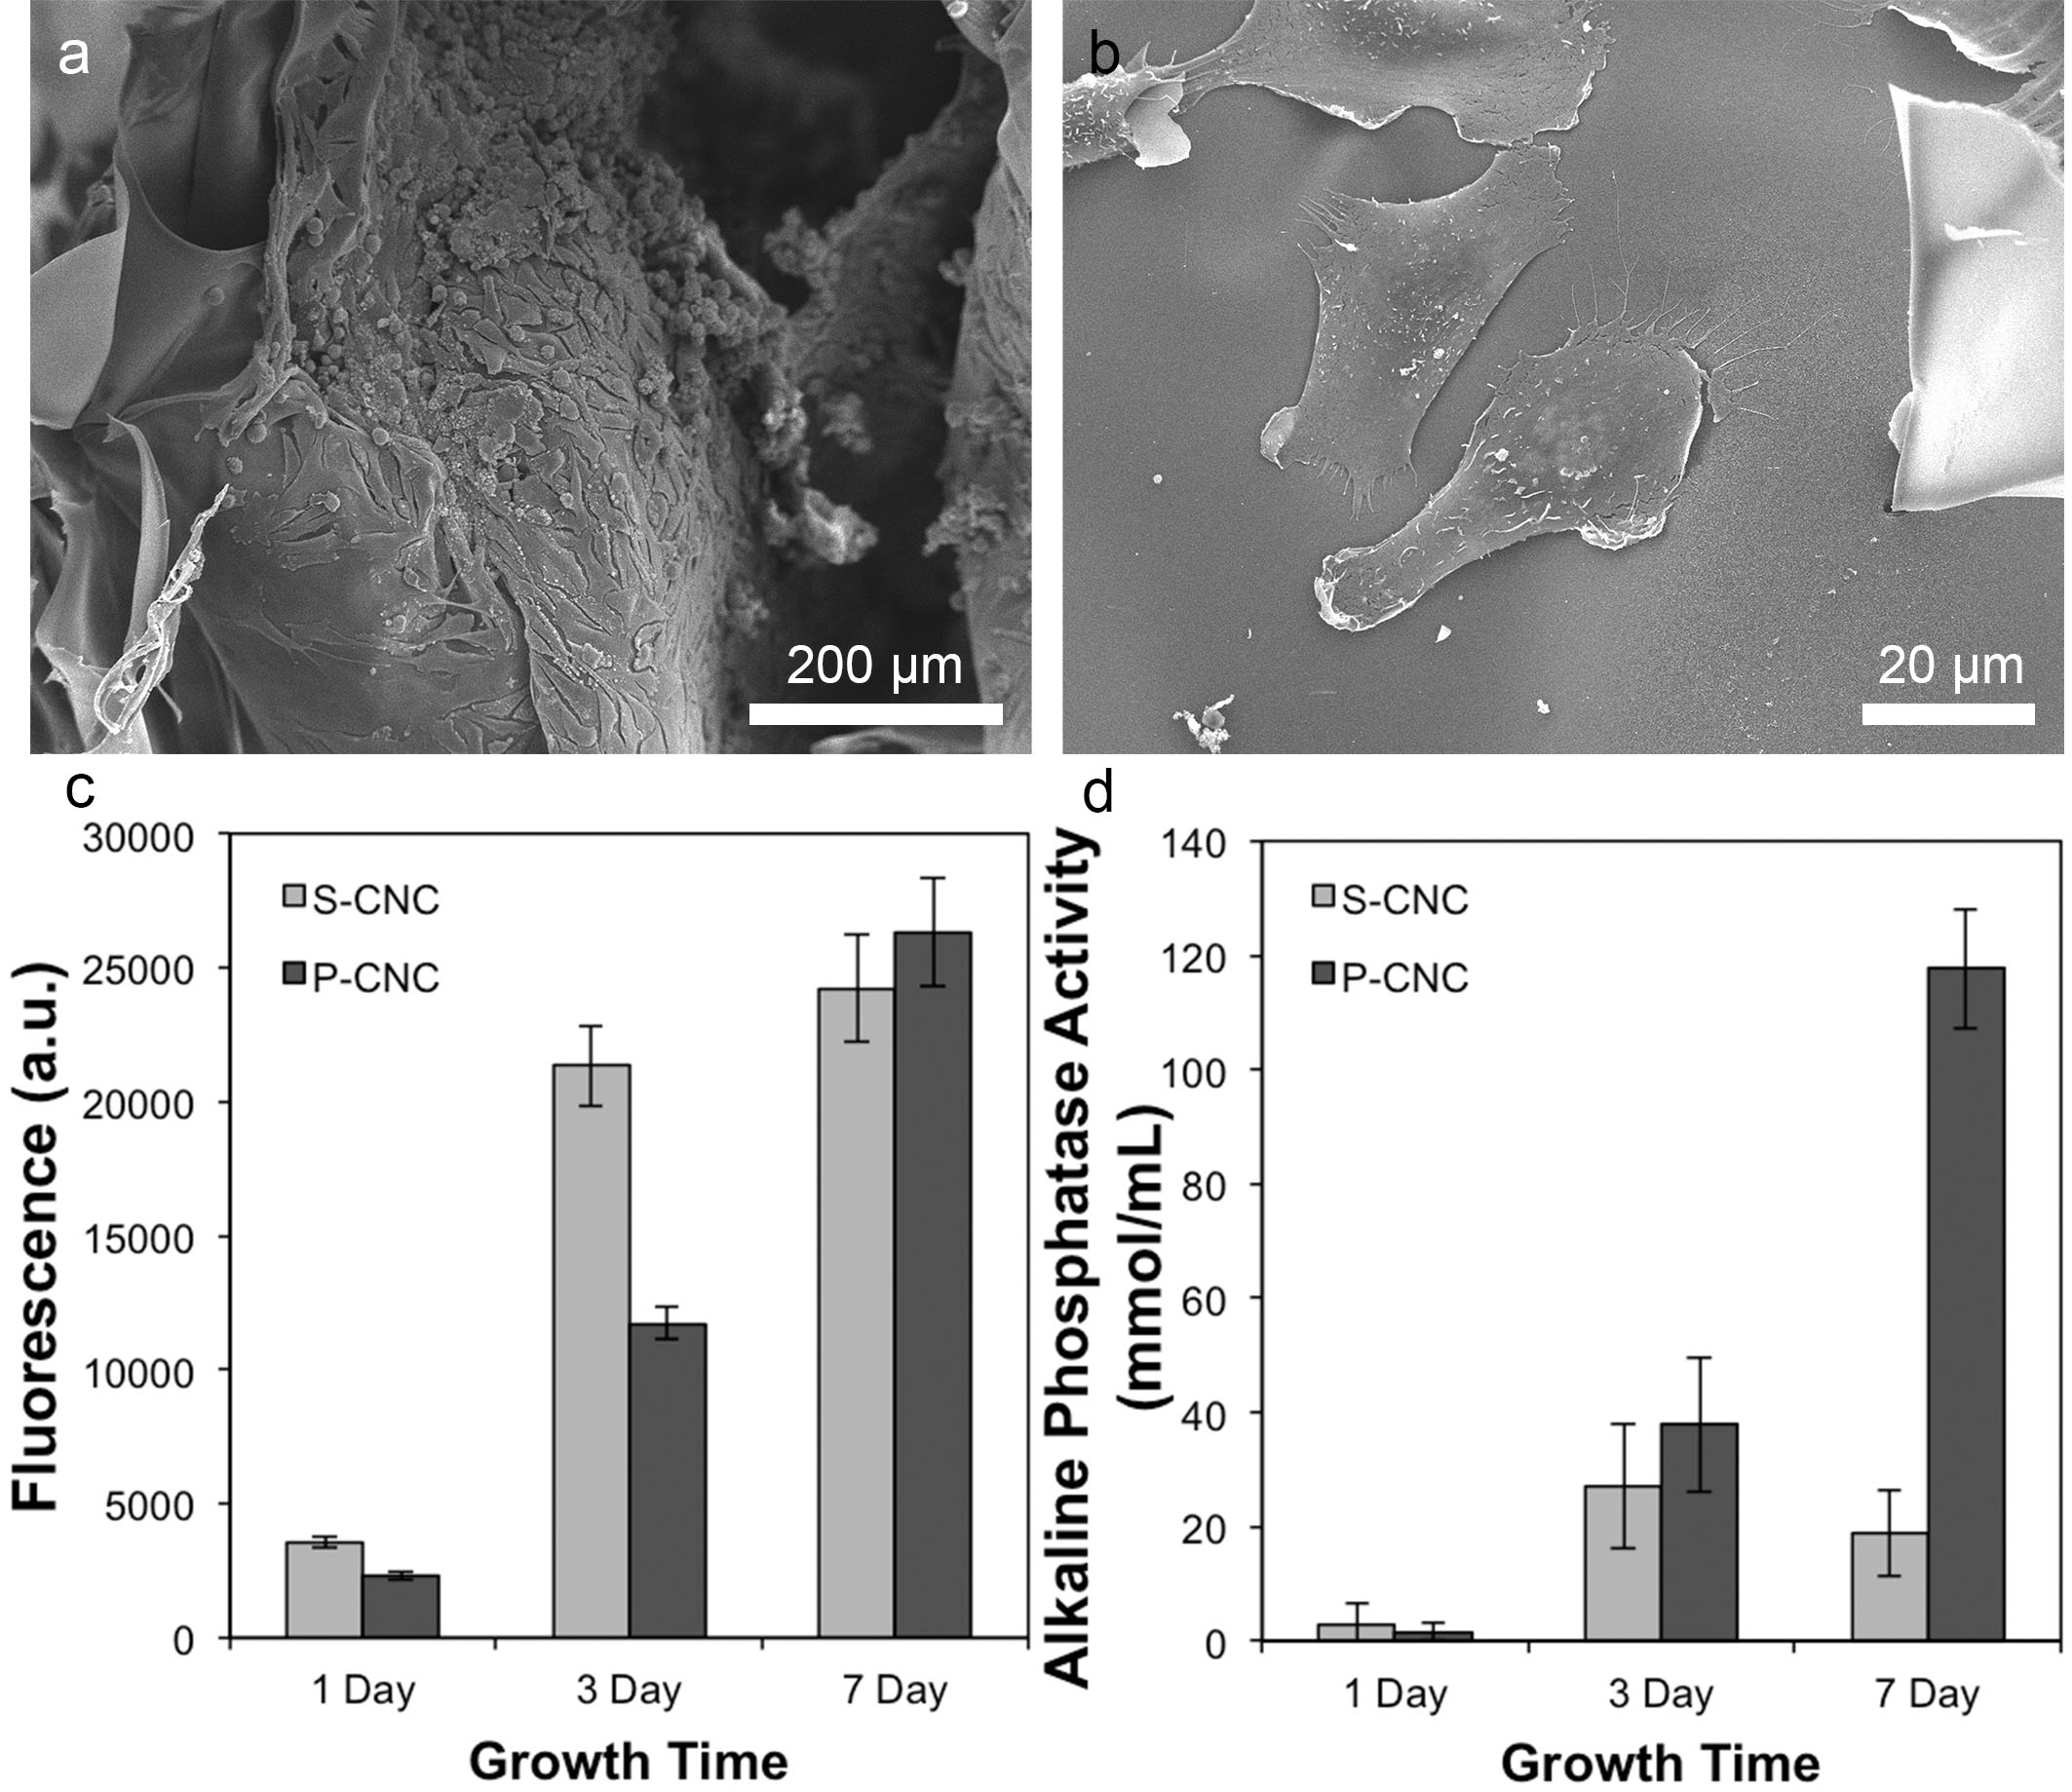 a
200 µm
b
20 µm
c
30000
25000
20000
15000
10000
5000
0
Fluorescence (a.u.)
S-CNC
P-CNC
1 Day
3 Day
7 Day
Growth Time
d
140
120
100
80
60
40
20
0
Alkaline Phosphatase Activity
(mmol/mL)
S-CNC
P-CNC
1 Day
3 Day
7 Day
Growth Time